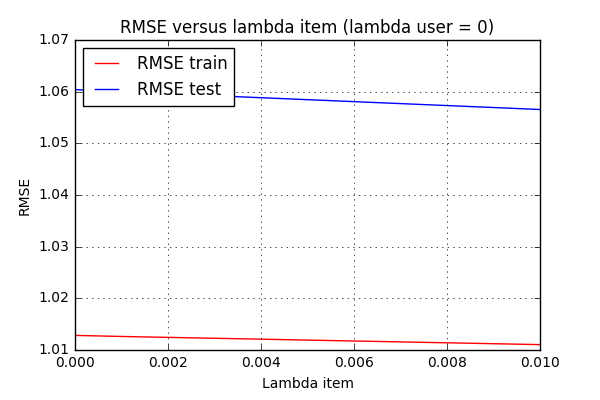 RMSE versus lambda item (lambda user = 0)
1.07
1.06
1.05
1.04
1.03
1.02
1.01
RMSE
RMSE train
RMSE test
0.000 0.002 0.004 0.006 0.008 0.010
Lambda item